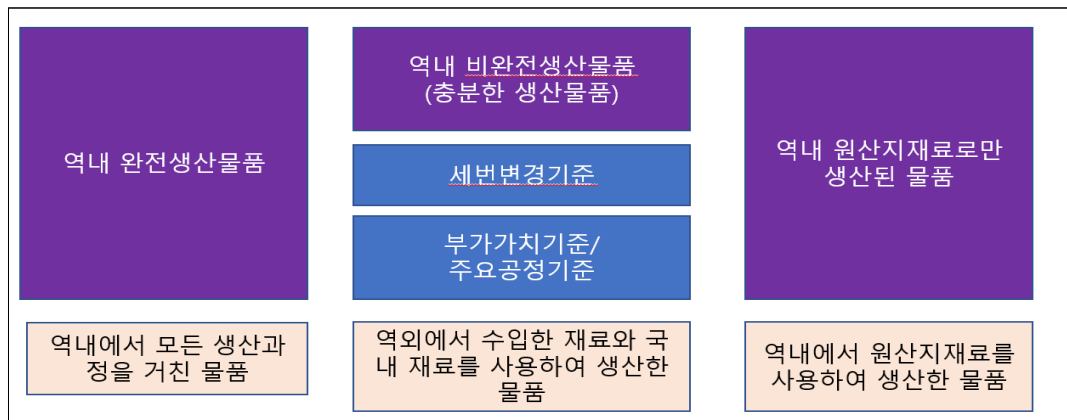 역내 완전생산물품
역내 비완전생산물품
(충분한 생산물품)
세번변경기준
부가가치기준/
주요공정기준
역내 원산지재료로만
생산된 물품
역내에서 모든 생산과
정을 거친 물품
역외에서 수입한 재료와 국
내 재료를 사용하여 생산한
물품
역내에서 원산지재료를
사용하여 생산한 물품